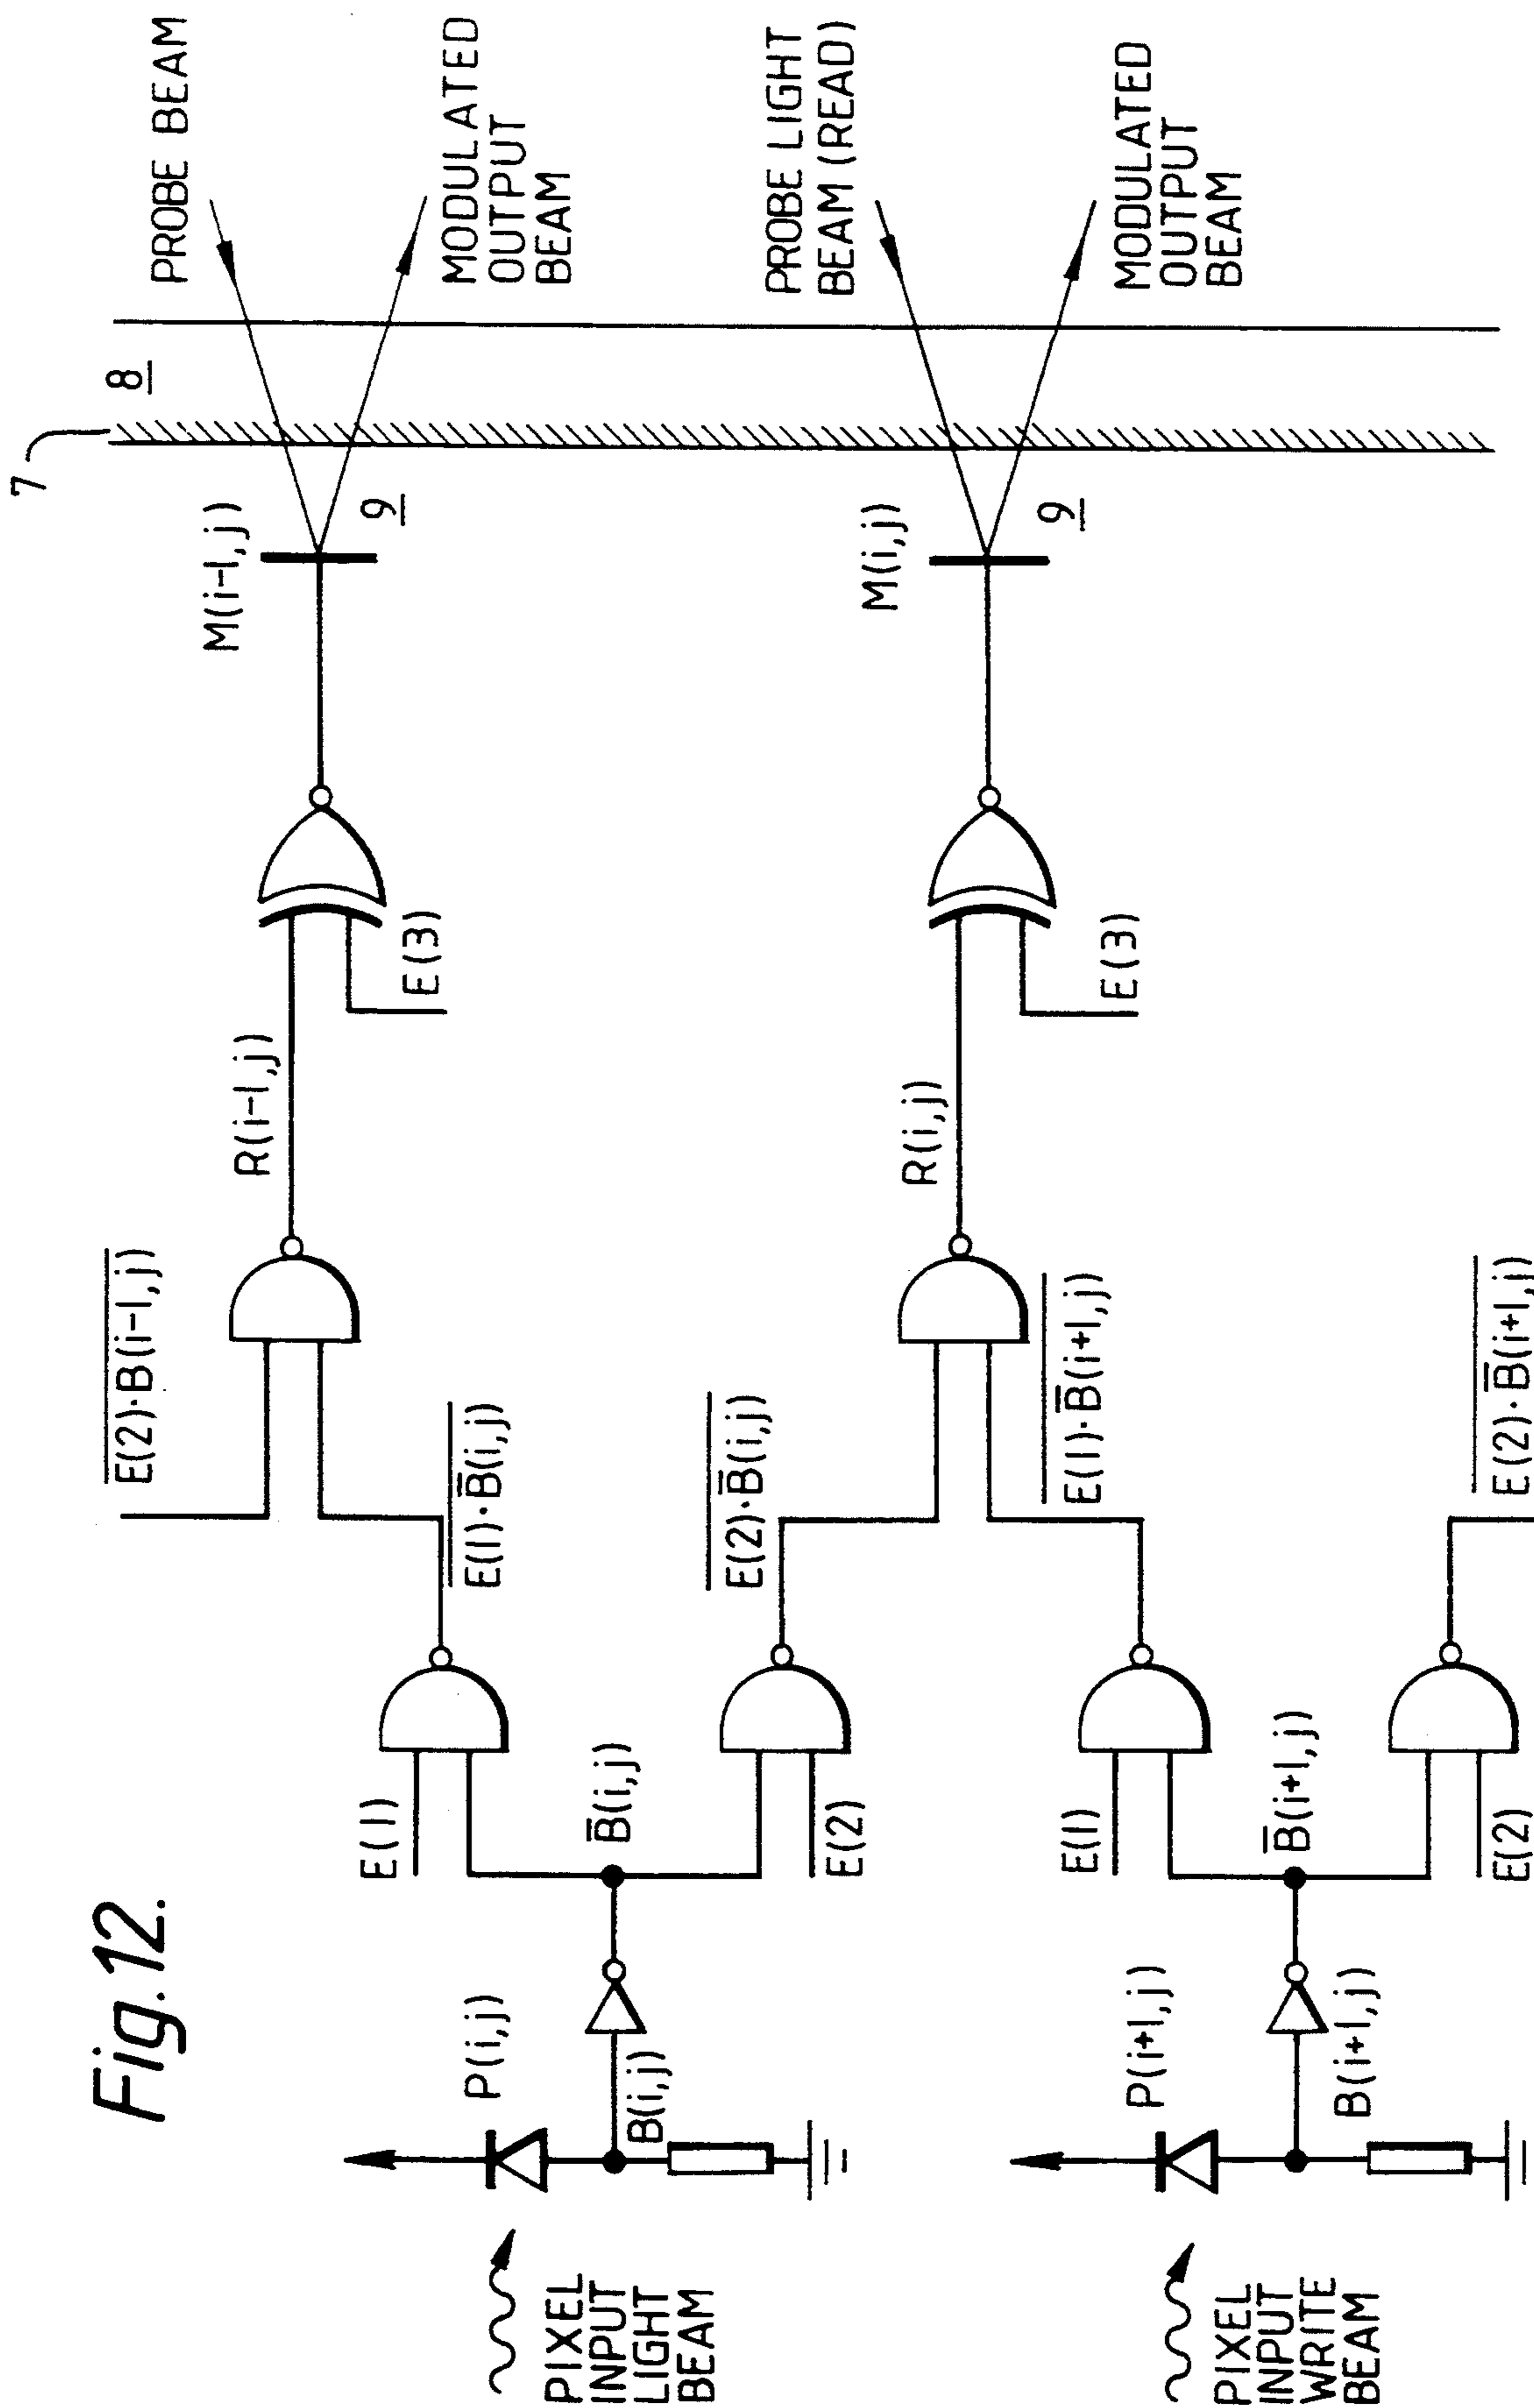 Fig. 12.
PIXEL
INPUT
LIGHT
BEAM
P(i,j)
B(i,j)
B̅(i,j)
E(1)
E(2)
E̅(̅2̅)̅·̅B̅(̅i̅-̅1̅,̅j̅)̅
E̅(̅1̅)̅·̅B̅(̅i̅,̅j̅)̅
E̅(̅2̅)̅·̅B̅(̅i̅,̅j̅)̅
R(i-1,j)
E(3)
M(i-1,j)
9
7
8
PROBE BEAM
MODULATED
OUTPUT
BEAM
PIXEL
INPUT
WRITE
BEAM
P(i+1,j)
B(i+1,j)
B̅(i+1,j)
E(1)
E(2)
E̅(̅1̅)̅·̅B̅(̅i̅+̅1̅,̅j̅)̅
E̅(̅2̅)̅·̅B̅(̅i̅+̅1̅,̅j̅)̅
R(i,j)
E(3)
M(i,j)
9
PROBE LIGHT
BEAM (READ)
MODULATED
OUTPUT
BEAM